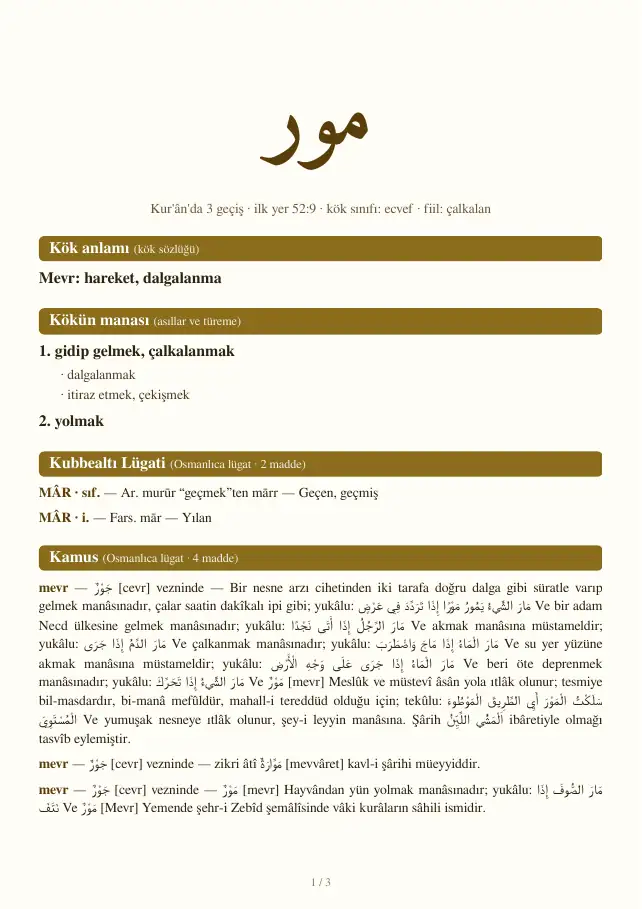 مور
Kur'ân'da 3 geçiş · ilk yer 52:9 · kök sınıfı: ecvef · fiil: çalkalan
Kök anlamı (kök sözlüğü)
Mevr: hareket, dalgalanma
Kökün manası (asıllar ve türeme)
1. gidip gelmek, çalkalanmak
· dalgalanmak
· itiraz etmek, çekişmek
2. yolmak
Kubbealtı Lügati (Osmanlıca lügat · 2 madde)
MÂR · sıf. — Ar. murūr “geçmek”ten mārr — Geçen, geçmiş
MÂR · i. — Fars. mār — Yılan
Kamus (Osmanlıca lügat · 4 madde)
mevr — جَوْرٌ [cevr] vezninde — Bir nesne arzı cihetinden iki tarafa doğru dalga gibi süratle varıp
gelmek manâsınadır, çalar saatin dakîkalı ipi gibi; yukâlu: مَارَ الشَّيْءُ يَمُورُ مَوْرًا إِذَا تَرَدَّدَ فِي عَرْضٍ Ve bir adam
Necd ülkesine gelmek manâsınadır; yukâlu: مَارَ الرَّجُلُ إِذَا أَتَى نَجْدًا Ve akmak manâsına müstameldir;
yukâlu: مَارَ الدَّمُ إِذَا جَرَى Ve çalkanmak manâsınadır; yukâlu: مَارَ الْمَاءُ إِذَا مَاجَ وَاضْطَرَبَ Ve su yer yüzüne
akmak manâsına müstameldir; yukâlu: مَارَ الْمَاءُ إِذَا جَرَى عَلَى وَجْهِ الْأَرْضِ Ve beri öte deprenmek
manâsınadır; yukâlu: مَارَ الشَّيْءُ إِذَا تَحَرَّكَ Ve مَوْرٌ [mevr] Meslûk ve müstevî âsân yola ıtlâk olunur; tesmiye
bil-masdardır, bi-manâ mefûldür, mahall-i tereddüd olduğu için; tekûlu: سَلَكْتُ الْمَوْرَ أَيِ الطَّرِيقَ الْمَوْطُوءَ
الْمُسْتَوِيَ Ve yumuşak nesneye ıtlâk olunur, şey-i leyyin manâsına. Şârih اَلْمَشْيُ اللَّيِّنُ ibâretiyle olmağı
tasvîb eylemiştir.
mevr — جَوْرٌ [cevr] vezninde — zikri âtî مَوَّارَةٌ [mevvâret] kavl-i şârihi müeyyidir.
mevr — جَوْرٌ [cevr] vezninde — مَوْرٌ [mevr] Hayvândan yün yolmak manâsınadır; yukâlu: مَارَ الصُّوفَ إِذَا
نَتَفَ Ve مَوْرٌ [Mevr] Yemende şehr-i Zebîd şemâlîsinde vâki kurâların sâhili ismidir.
1 / 3